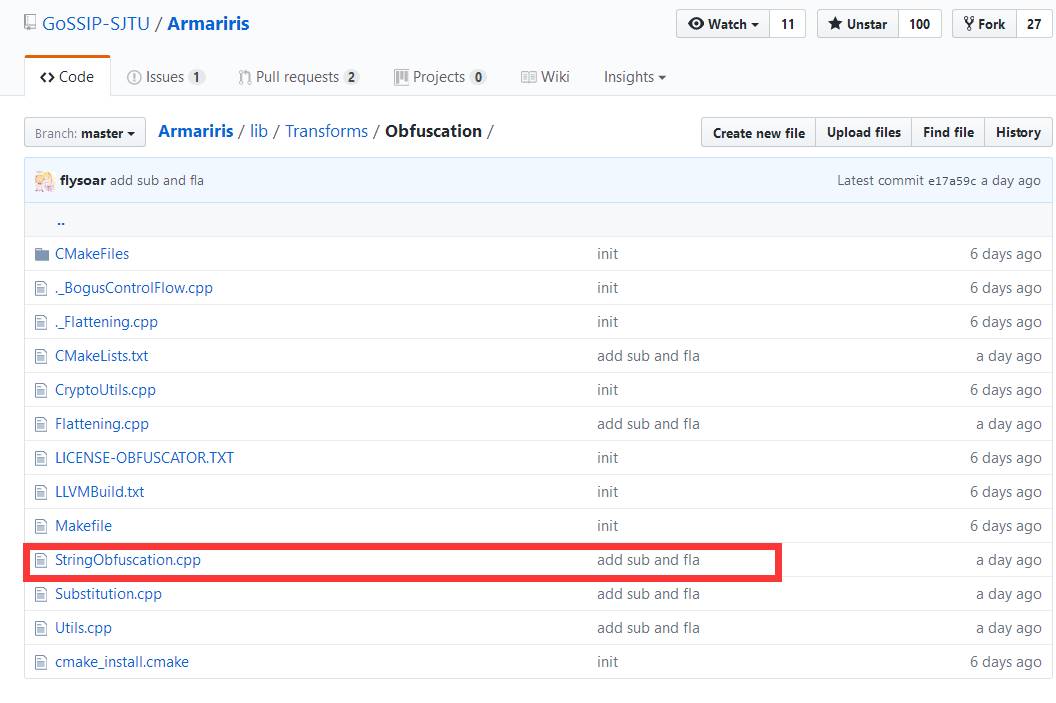 GoSSIP-SJTU / Armariris Watch 11 Unstar 100 Fork 27
Code Issues 1 Pull requests 2 Projects 0 Wiki Insights
Branch: master Armariris / lib / Transforms / Obfuscation / Create new file Upload files Find file History
flysoar add sub and fla Latest commit e17a59c a day ago
..
CMakeFiles init 6 days ago
._BogusControlFlow.cpp init 6 days ago
._Flattening.cpp init 6 days ago
CMakeLists.txt add sub and fla a day ago
CryptoUtils.cpp init 6 days ago
Flattening.cpp add sub and fla a day ago
LICENSE-OBFUSCATOR.TXT init 6 days ago
LLVMBuild.txt init 6 days ago
Makefile init 6 days ago
StringObfuscation.cpp add sub and fla a day ago
Substitution.cpp add sub and fla a day ago
Utils.cpp add sub and fla a day ago
cmake_install.cmake init 6 days ago